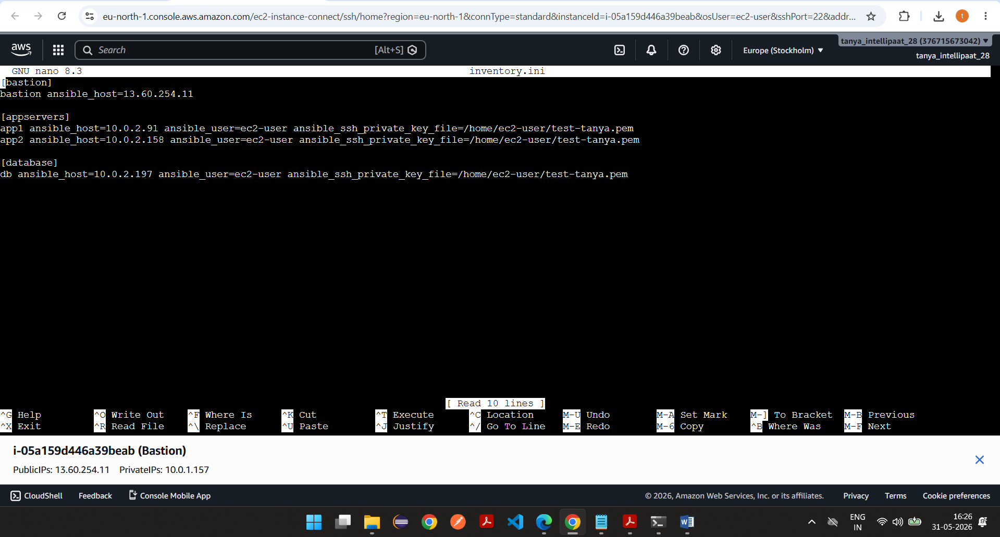 eu-north-1.console.aws.amazon.com/ec2-instance-connect/ssh/home?region=eu-north-1&connType=standard&instanceId=i-05a159d446a39beab&osUser=ec2-user&sshPort=22&addr...
t
aws
Search
[Alt+S]
Europe (Stockholm)
tanya_intellipaat_28 (376715673042)
tanya_intellipaat_28
GNU nano 8.3 inventory.ini
[bastion]
bastion ansible_host=13.60.254.11
[appservers]
app1 ansible_host=10.0.2.91 ansible_user=ec2-user ansible_ssh_private_key_file=/home/ec2-user/test-tanya.pem
app2 ansible_host=10.0.2.158 ansible_user=ec2-user ansible_ssh_private_key_file=/home/ec2-user/test-tanya.pem
[database]
db ansible_host=10.0.2.197 ansible_user=ec2-user ansible_ssh_private_key_file=/home/ec2-user/test-tanya.pem
[ Read 10 lines ]
^G Help ^O Write Out ^F Where Is ^K Cut ^T Execute ^C Location M-U Undo M-A Set Mark M-] To Bracket M-B Previous
^X Exit ^R Read File ^\ Replace ^U Paste ^J Justify ^/ Go To Line M-E Redo M-6 Copy ^B Where Was M-F Next
i-05a159d446a39beab (Bastion)
PublicIPs: 13.60.254.11 PrivateIPs: 10.0.1.157
CloudShell Feedback Console Mobile App © 2026, Amazon Web Services, Inc. or its affiliates. Privacy Terms Cookie preferences
ENG
IN
16:26
31-05-2026